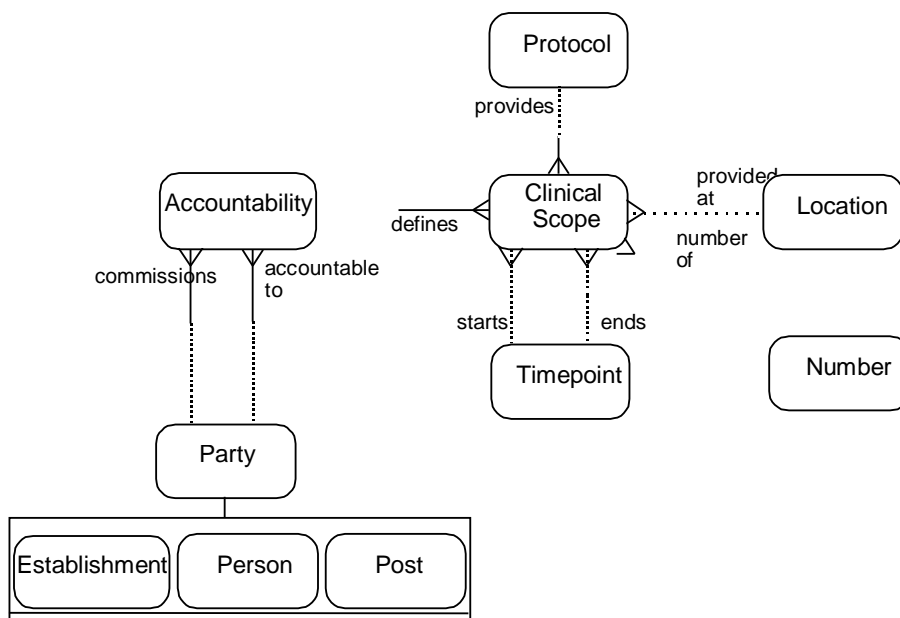 Protocol
provides
Accountability
Clinical
Scope
provided
at
Location
defines
number
of
commissions
accountable
to
starts
ends
Timepoint
Number
Party
Establishment
Person
Post